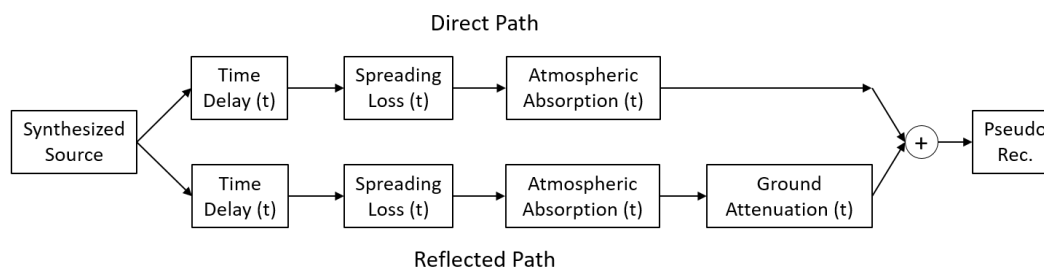 Direct Path
Time
Delay (t)
Spreading
Loss (t)
Atmospheric
Absorption (t)
Synthesized
Source
+
Pseudo
Rec.
Time
Delay (t)
Spreading
Loss (t)
Atmospheric
Absorption (t)
Ground
Attenuation (t)
Reflected Path